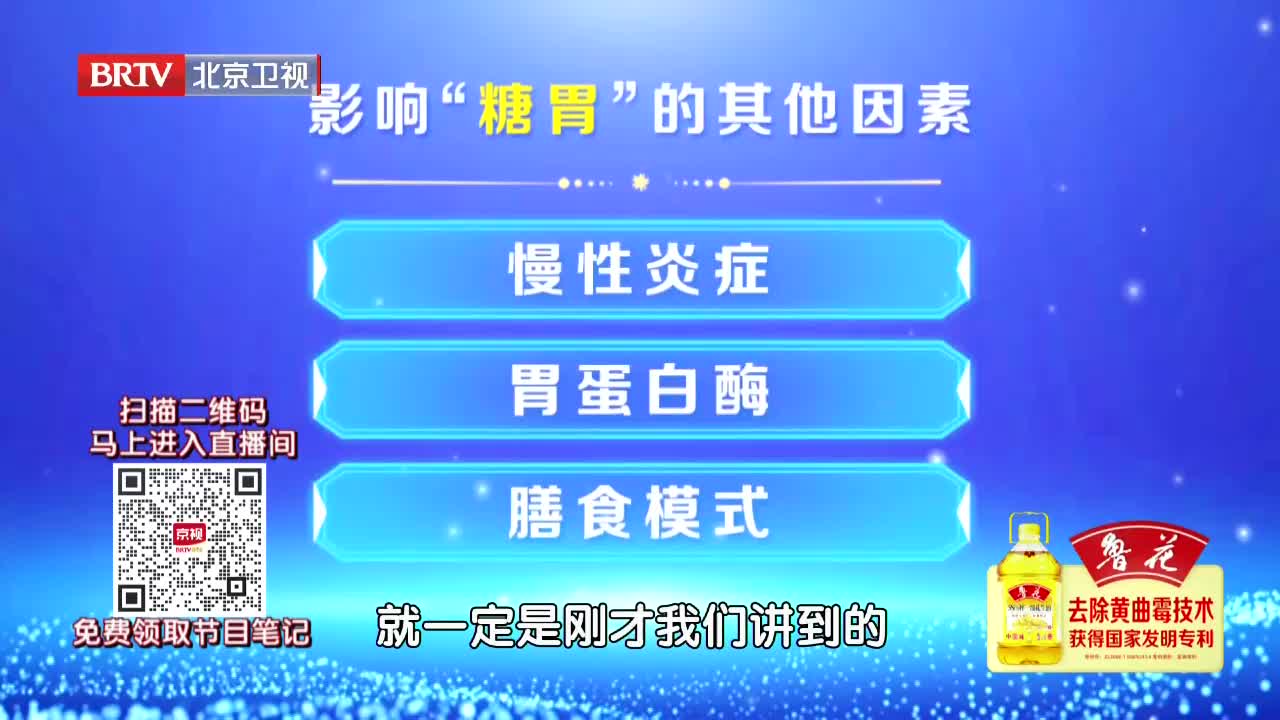 BRTV 北京卫视
影响“糖胃”的其他因素
慢性炎症
胃蛋白酶
膳食模式
扫描二维码
马上进入直播间
京视
BRTV
免费领取节目笔记
就一定是刚才我们讲到的
鲁花
去除黄曲霉技术
获得国家发明专利
鲁花